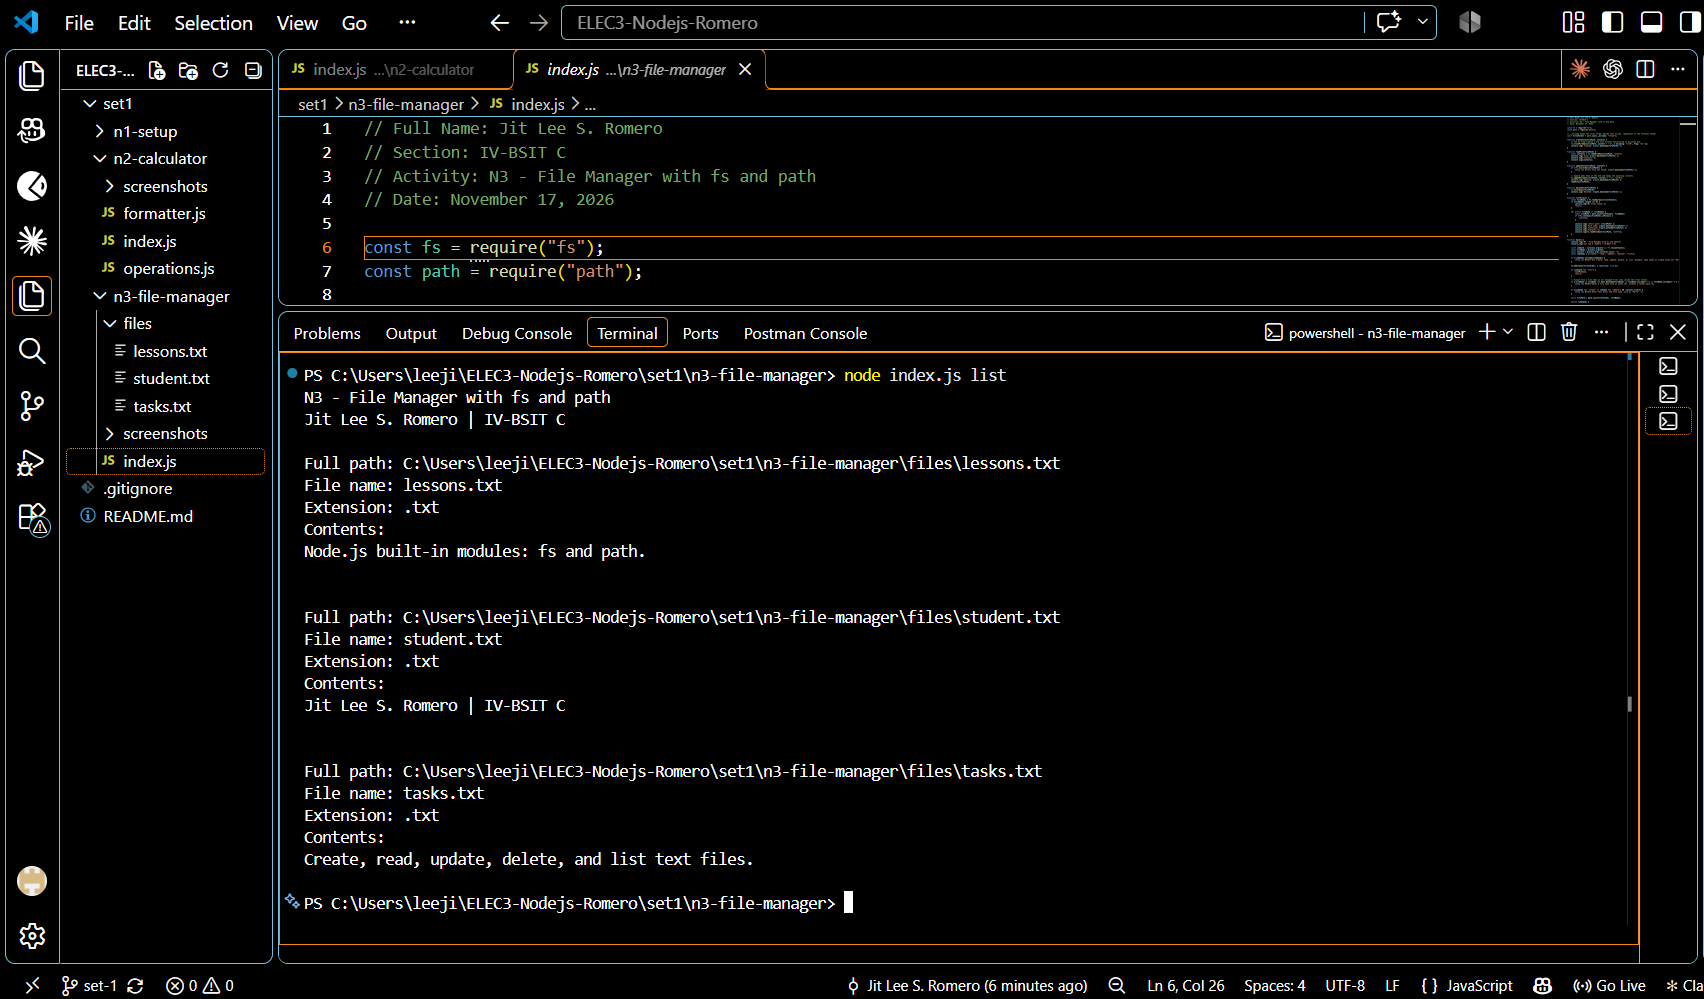 File Edit Selection View Go ···
ELEC3-Nodejs-Romero
ELEC3-...
set1
n1-setup
n2-calculator
screenshots
JS formatter.js
JS index.js
JS operations.js
n3-file-manager
files
lessons.txt
student.txt
tasks.txt
screenshots
JS index.js
.gitignore
README.md
JS index.js ...\n2-calculator
JS index.js ...\n3-file-manager
set1 > n3-file-manager > JS index.js > ...
1 // Full Name: Jit Lee S. Romero
2 // Section: IV-BSIT C
3 // Activity: N3 - File Manager with fs and path
4 // Date: November 17, 2026
5
6 const fs = require("fs");
7 const path = require("path");
8
Problems Output Debug Console Terminal Ports Postman Console
powershell - n3-file-manager
PS C:\Users\leeji\ELEC3-Nodejs-Romero\set1\n3-file-manager> node index.js list
N3 - File Manager with fs and path
Jit Lee S. Romero | IV-BSIT C
Full path: C:\Users\leeji\ELEC3-Nodejs-Romero\set1\n3-file-manager\files\lessons.txt
File name: lessons.txt
Extension: .txt
Contents:
Node.js built-in modules: fs and path.
Full path: C:\Users\leeji\ELEC3-Nodejs-Romero\set1\n3-file-manager\files\student.txt
File name: student.txt
Extension: .txt
Contents:
Jit Lee S. Romero | IV-BSIT C
Full path: C:\Users\leeji\ELEC3-Nodejs-Romero\set1\n3-file-manager\files\tasks.txt
File name: tasks.txt
Extension: .txt
Contents:
Create, read, update, delete, and list text files.
PS C:\Users\leeji\ELEC3-Nodejs-Romero\set1\n3-file-manager>
set-1 0 0 Jit Lee S. Romero (6 minutes ago) Ln 6, Col 26 Spaces: 4 UTF-8 LF {} JavaScript Go Live Cla